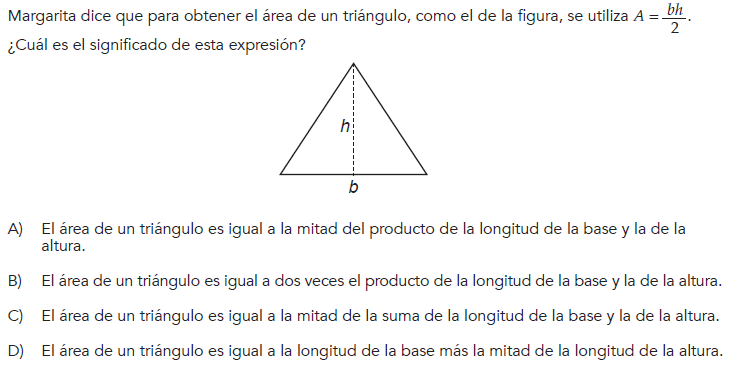 Margarita dice que para obtener el área de un triángulo, como el de la figura, se utiliza A = bh/2.
¿Cuál es el significado de esta expresión?
h
b
A) El área de un triángulo es igual a la mitad del producto de la longitud de la base y la de la
altura.
B) El área de un triángulo es igual a dos veces el producto de la longitud de la base y la de la altura.
C) El área de un triángulo es igual a la mitad de la suma de la longitud de la base y la de la altura.
D) El área de un triángulo es igual a la longitud de la base más la mitad de la longitud de la altura.